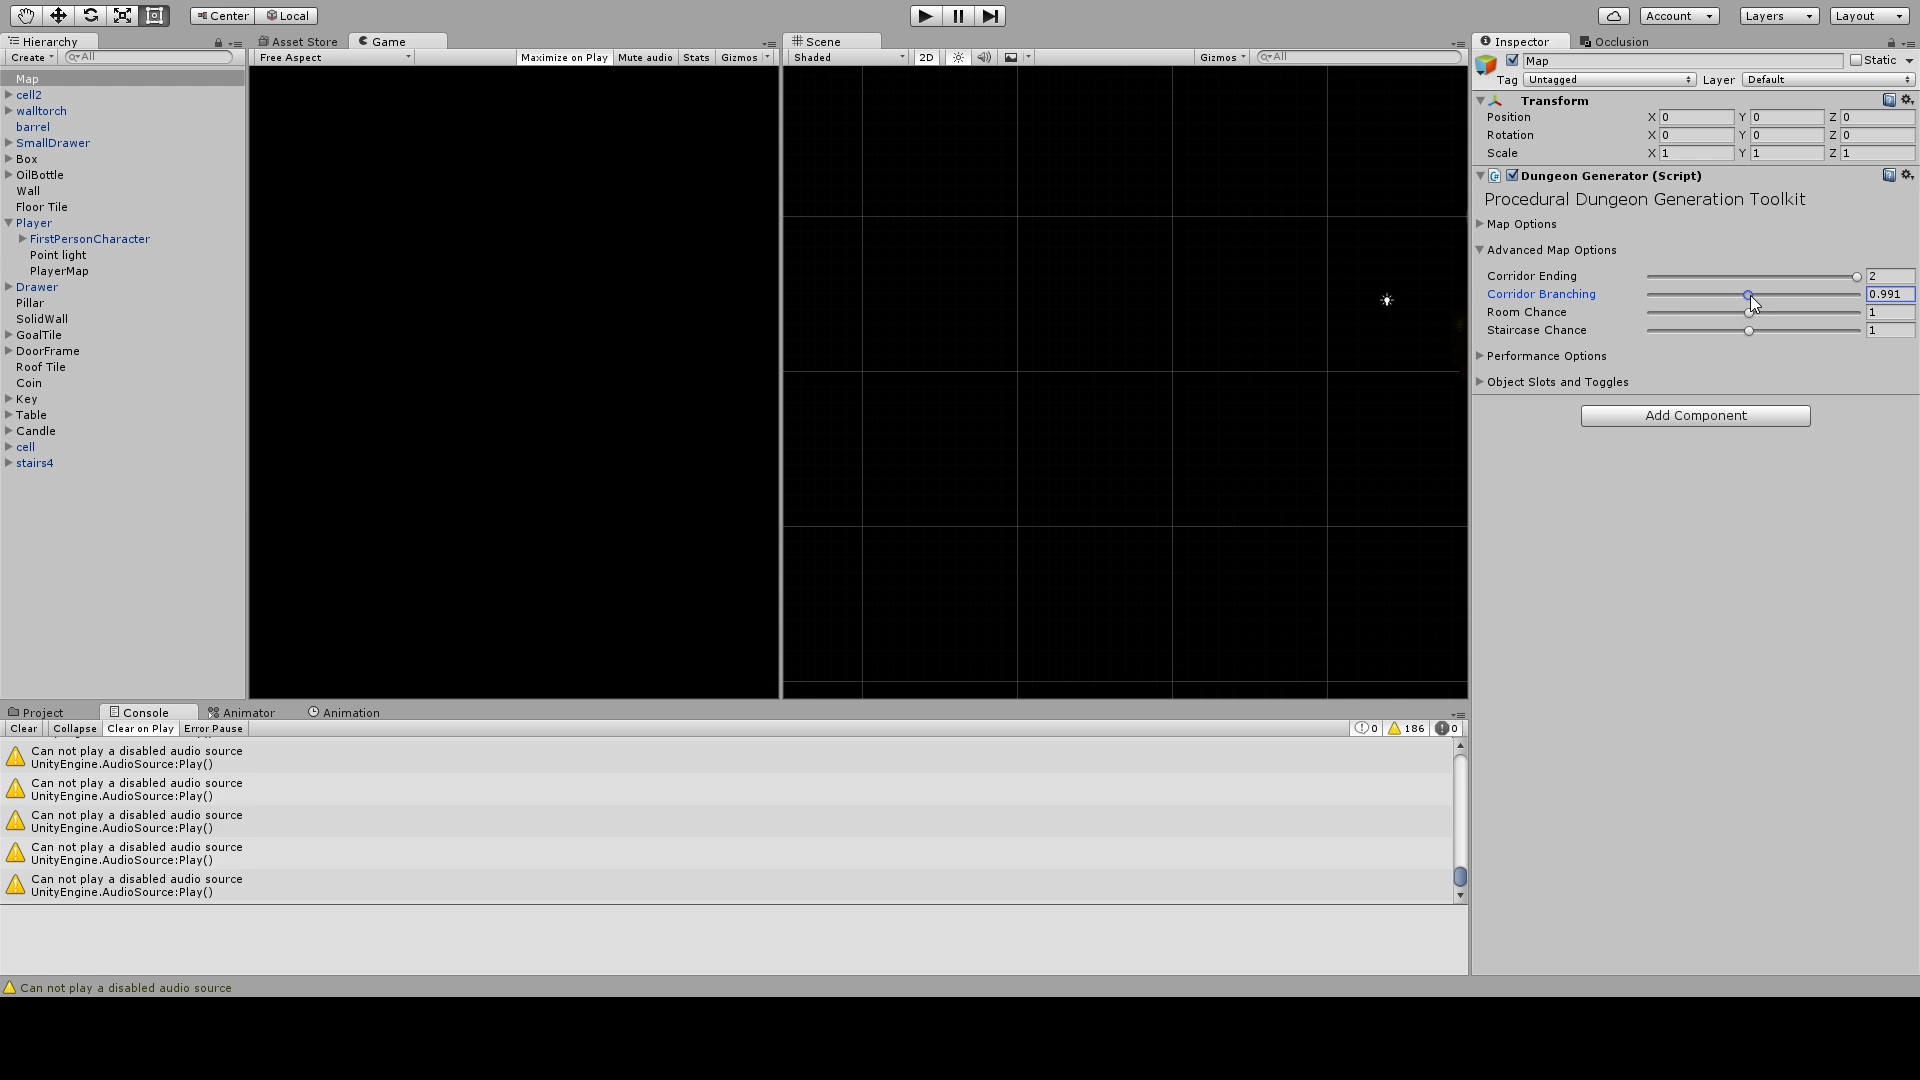 Center Local Account Layers Layout
Hierarchy Asset Store Game Scene Inspector Occlusion
Create All Free Aspect Maximize on Play Mute audio Stats Gizmos Shaded 2D Gizmos All Map Static
Tag Untagged Layer Default
Map
cell2
walltorch
barrel
SmallDrawer
Box
OilBottle
Wall
Floor Tile
Player
FirstPersonCharacter
Point light
PlayerMap
Drawer
Pillar
SolidWall
GoalTile
DoorFrame
Roof Tile
Coin
Key
Table
Candle
cell
stairs4
Transform
Position X 0 Y 0 Z 0
Rotation X 0 Y 0 Z 0
Scale X 1 Y 1 Z 1
Dungeon Generator (Script)
Procedural Dungeon Generation Toolkit
Map Options
Advanced Map Options
Corridor Ending 2
Corridor Branching 0.991
Room Chance 1
Staircase Chance 1
Performance Options
Object Slots and Toggles
Add Component
Project Console Animator Animation
Clear Collapse Clear on Play Error Pause 0 186 0
Can not play a disabled audio source
UnityEngine.AudioSource:Play()
Can not play a disabled audio source
UnityEngine.AudioSource:Play()
Can not play a disabled audio source
UnityEngine.AudioSource:Play()
Can not play a disabled audio source
UnityEngine.AudioSource:Play()
Can not play a disabled audio source
UnityEngine.AudioSource:Play()
Can not play a disabled audio source